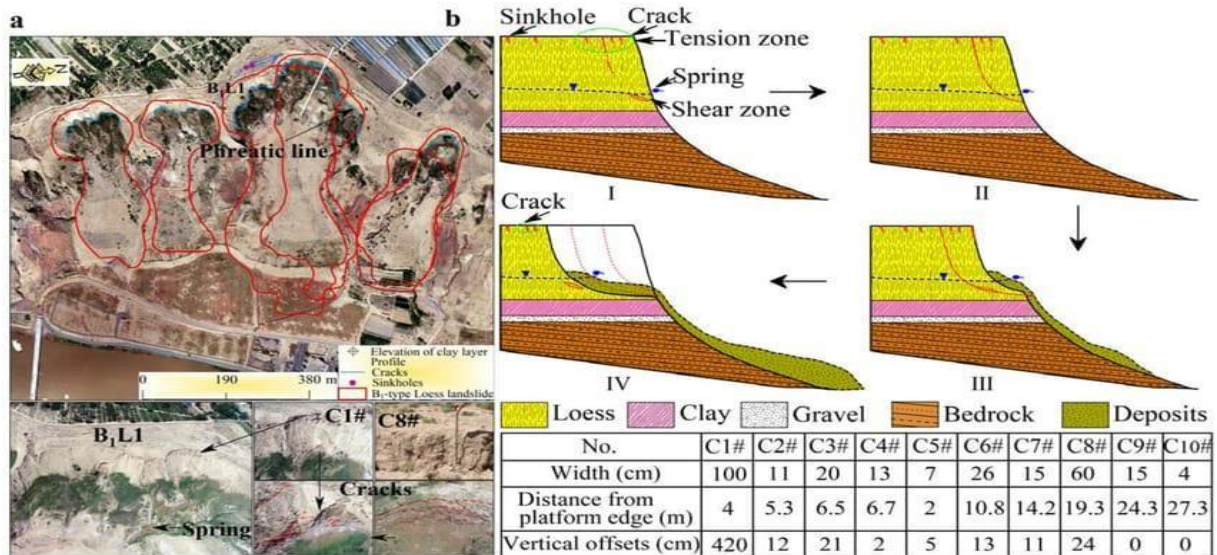 a
N
B₁L1
Phreatic line
Elevation of clay layer
Profile
Cracks
Sinkholes
B₁-type Loess landslide
0 190 380 m
B₁L1
Spring
C1#
C8#
Cracks
b
Sinkhole
Crack
Tension zone
Spring
Shear zone
I
II
Crack
IV
III
Loess
Clay
Gravel
Bedrock
Deposits
No. C1# C2# C3# C4# C5# C6# C7# C8# C9# C10#
Width (cm) 100 11 20 13 7 26 15 60 15 4
Distance from
platform edge (m) 4 5.3 6.5 6.7 2 10.8 14.2 19.3 24.3 27.3
Vertical offsets (cm) 420 12 21 2 5 13 11 24 0 0